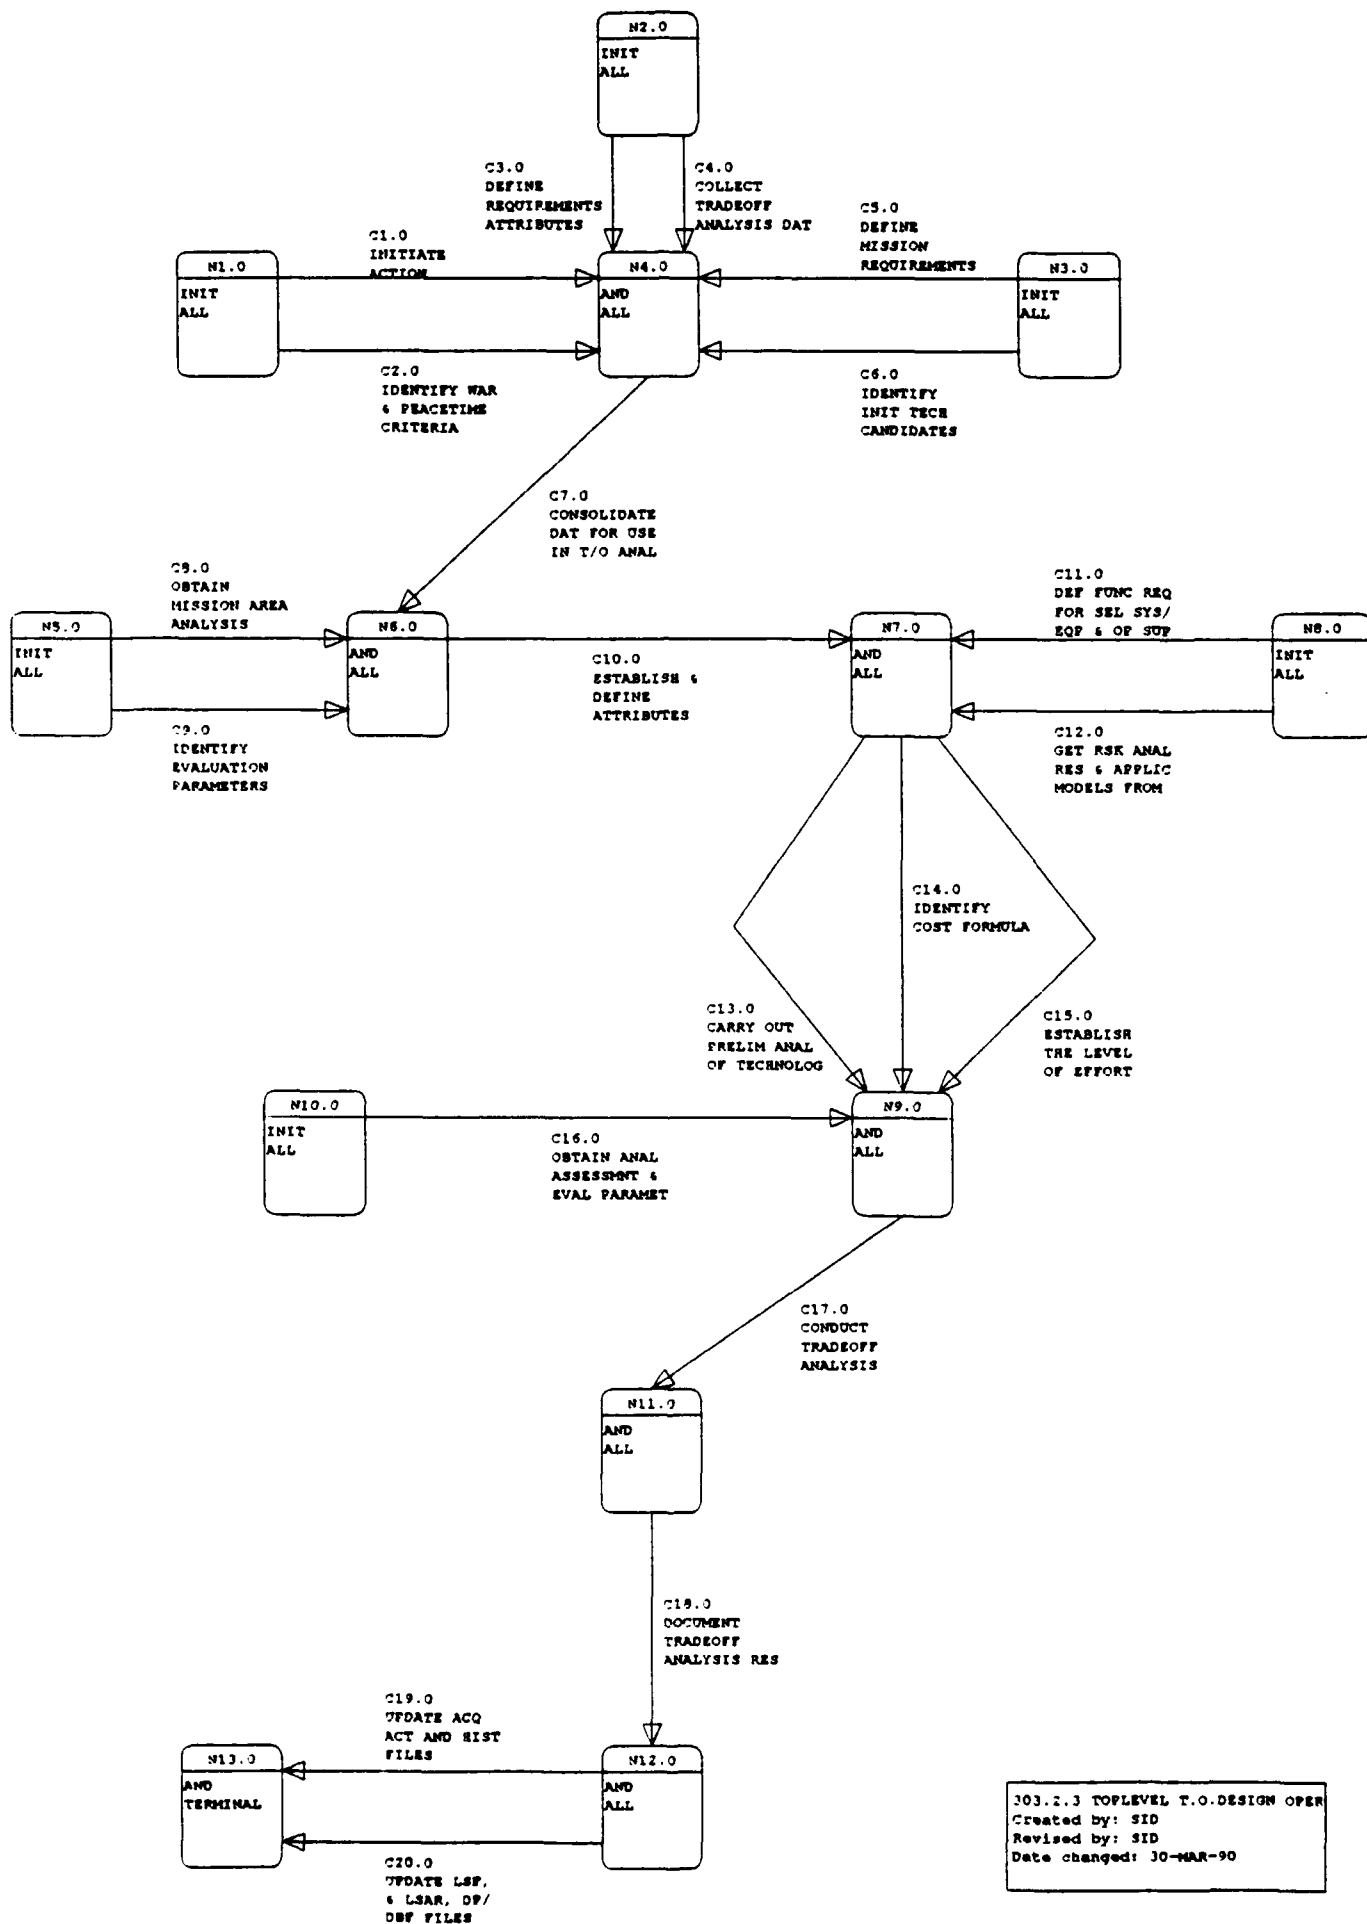 N2.0
INIT
ALL
C3.0
DEFINE
REQUIREMENTS
ATTRIBUTES
C4.0
COLLECT
TRADEOFF
ANALYSIS DAT
C1.0
INITIATE
ACTION
C5.0
DEFINE
MISSION
REQUIREMENTS
N1.0
INIT
ALL
N4.0
AND
ALL
N3.0
INIT
ALL
C2.0
IDENTIFY WAR
& PEACETIME
CRITERIA
C6.0
IDENTIFY
INIT TECH
CANDIDATES
C7.0
CONSOLIDATE
DAT FOR USE
IN T/O ANAL
C8.0
OBTAIN
MISSION AREA
ANALYSIS
C11.0
DEF FUNC REQ
FOR SEL SYS/
EQP & OP SUP
N5.0
INIT
ALL
N6.0
AND
ALL
N7.0
AND
ALL
N8.0
INIT
ALL
C10.0
ESTABLISH &
DEFINE
ATTRIBUTES
C9.0
IDENTIFY
EVALUATION
PARAMETERS
C12.0
GET RSK ANAL
RES & APPLIC
MODELS FROM
C14.0
IDENTIFY
COST FORMULA
C13.0
CARRY OUT
PRELIM ANAL
OF TECHNOLOG
C15.0
ESTABLISH
THE LEVEL
OF EFFORT
N10.0
INIT
ALL
N9.0
AND
ALL
C16.0
OBTAIN ANAL
ASSESSMNT &
EVAL PARAMET
C17.0
CONDUCT
TRADEOFF
ANALYSIS
N11.0
AND
ALL
C18.0
DOCUMENT
TRADEOFF
ANALYSIS RES
C19.0
UPDATE ACQ
ACT AND HIST
FILES
N13.0
AND
TERMINAL
N12.0
AND
ALL
C20.0
UPDATE LSP,
& LSAR, DP/
DBF FILES
303.2.3 TOPLEVEL T.O.DESIGN OPER
Created by: SID
Revised by: SID
Date changed: 30-MAR-90